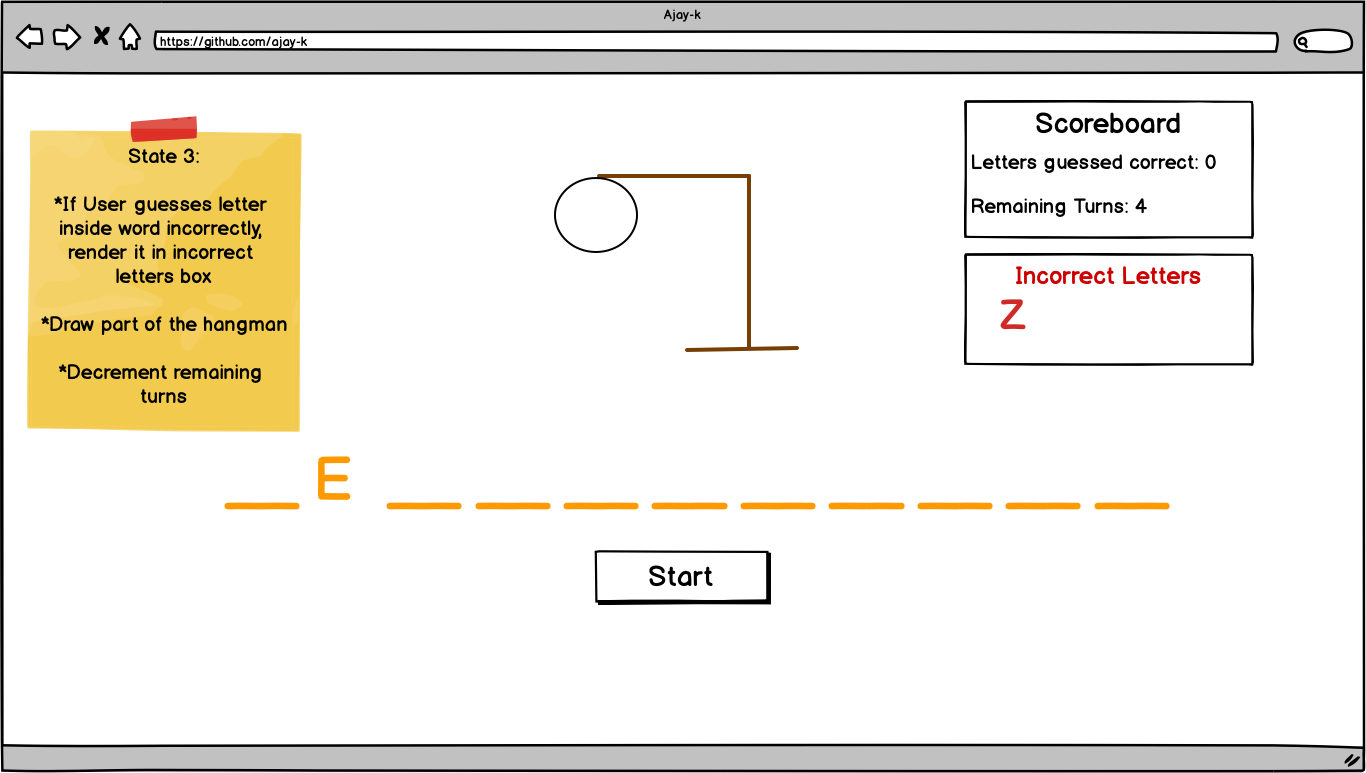 Ajay-k
https://github.com/ajay-k
State 3:
*If User guesses letter
inside word incorrectly,
render it in incorrect
letters box
*Draw part of the hangman
*Decrement remaining
turns
Scoreboard
Letters guessed correct: 0
Remaining Turns: 4
Incorrect Letters
Z
E
Start